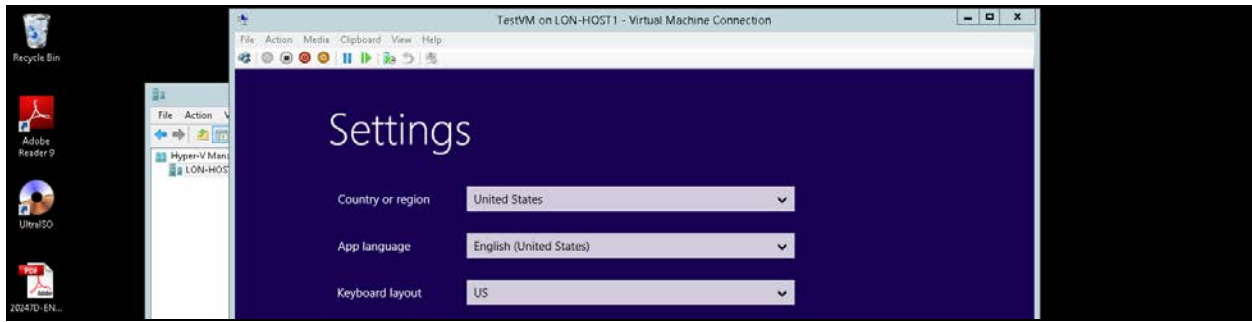 Recycle Bin
Adobe
Reader 9
UltraISO
PDF
Adobe
20247D-EN...
File Action V
Hyper-V Man
LON-HOS
TestVM on LON-HOST1 - Virtual Machine Connection
File Action Media Clipboard View Help
Settings
Country or region United States
App language English (United States)
Keyboard layout US